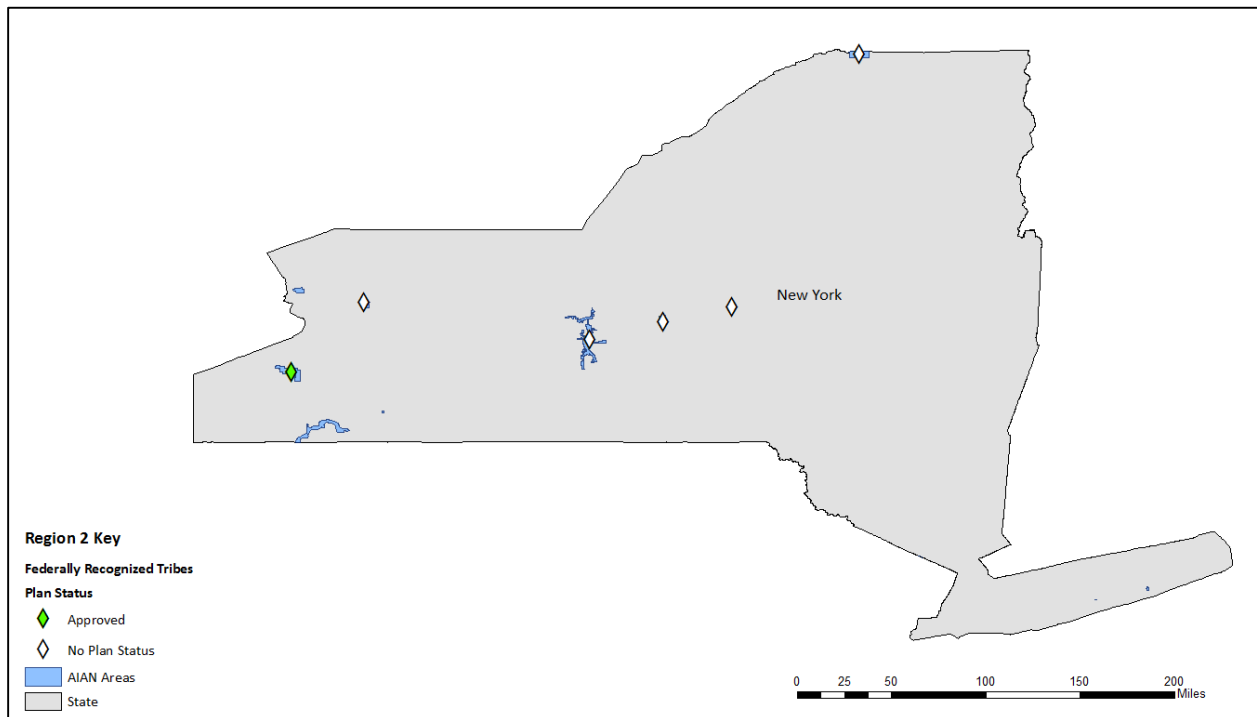 New York
Region 2 Key
Federally Recognized Tribes
Plan Status
Approved
No Plan Status
AIAN Areas
State
0 25 50 100 150 200
Miles